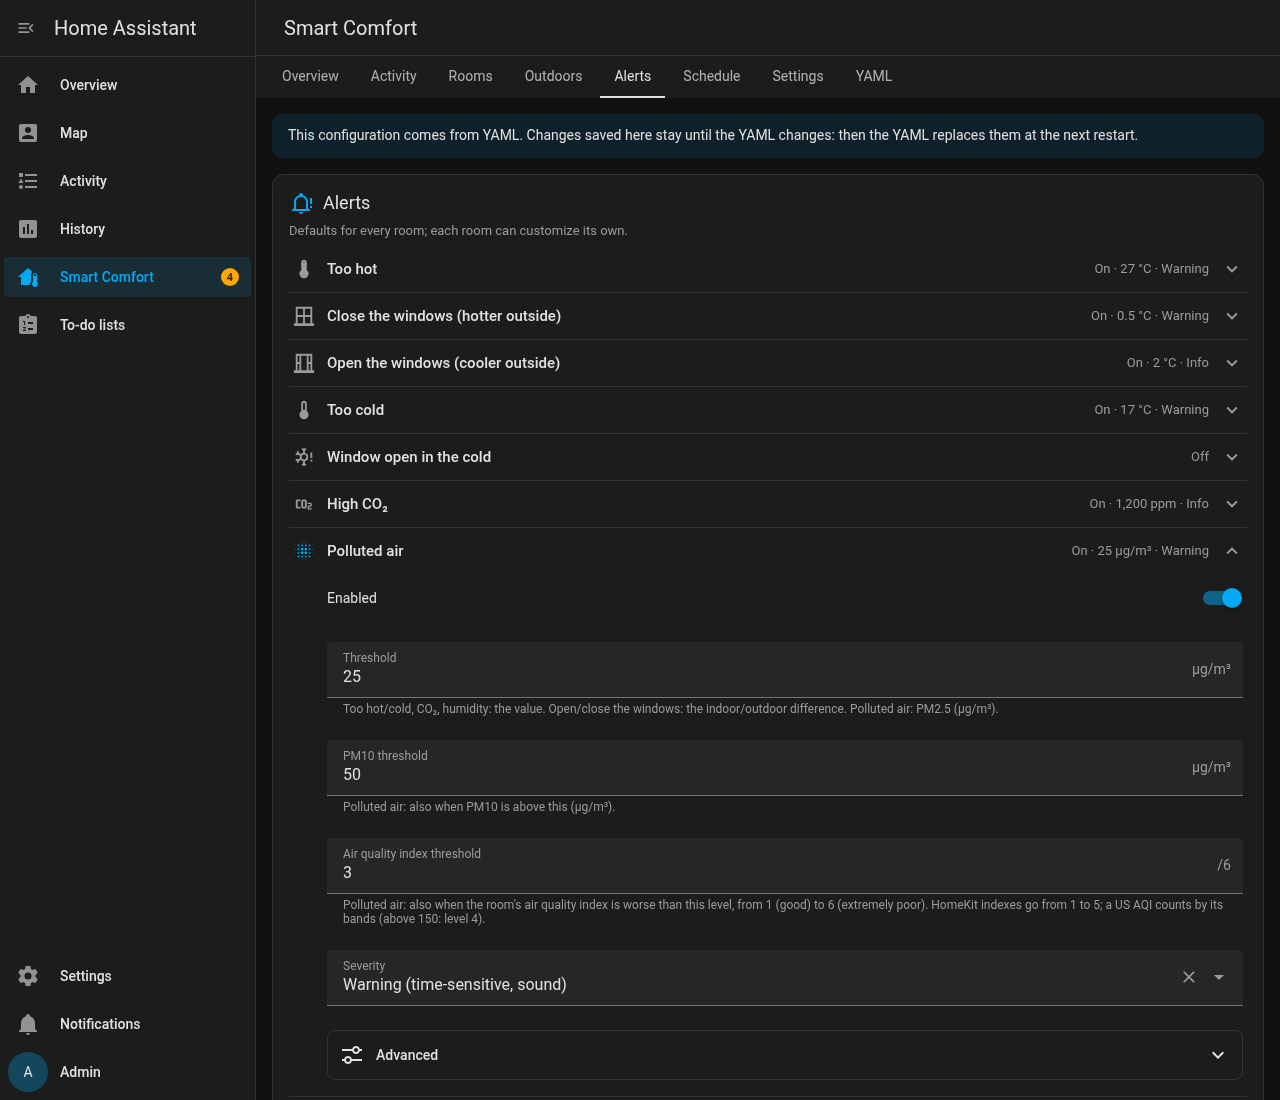 Home Assistant
Smart Comfort
Overview
Map
Activity
History
Smart Comfort
4
To-do lists
Settings
Notifications
A
Admin
Overview
Activity
Rooms
Outdoors
Alerts
Schedule
Settings
YAML
This configuration comes from YAML. Changes saved here stay until the YAML changes: then the YAML replaces them at the next restart.
Alerts
Defaults for every room; each room can customize its own.
Too hot
On · 27 °C · Warning
Close the windows (hotter outside)
On · 0.5 °C · Warning
Open the windows (cooler outside)
On · 2 °C · Info
Too cold
On · 17 °C · Warning
Window open in the cold
Off
CO2
High CO₂
On · 1,200 ppm · Info
Polluted air
On · 25 µg/m³ · Warning
Enabled
Threshold
25
µg/m³
Too hot/cold, CO₂, humidity: the value. Open/close the windows: the indoor/outdoor difference. Polluted air: PM2.5 (µg/m³).
PM10 threshold
50
µg/m³
Polluted air: also when PM10 is above this (µg/m³).
Air quality index threshold
3
/6
Polluted air: also when the room's air quality index is worse than this level, from 1 (good) to 6 (extremely poor). HomeKit indexes go from 1 to 5; a US AQI counts by its
bands (above 150: level 4).
Severity
Warning (time-sensitive, sound)
Advanced